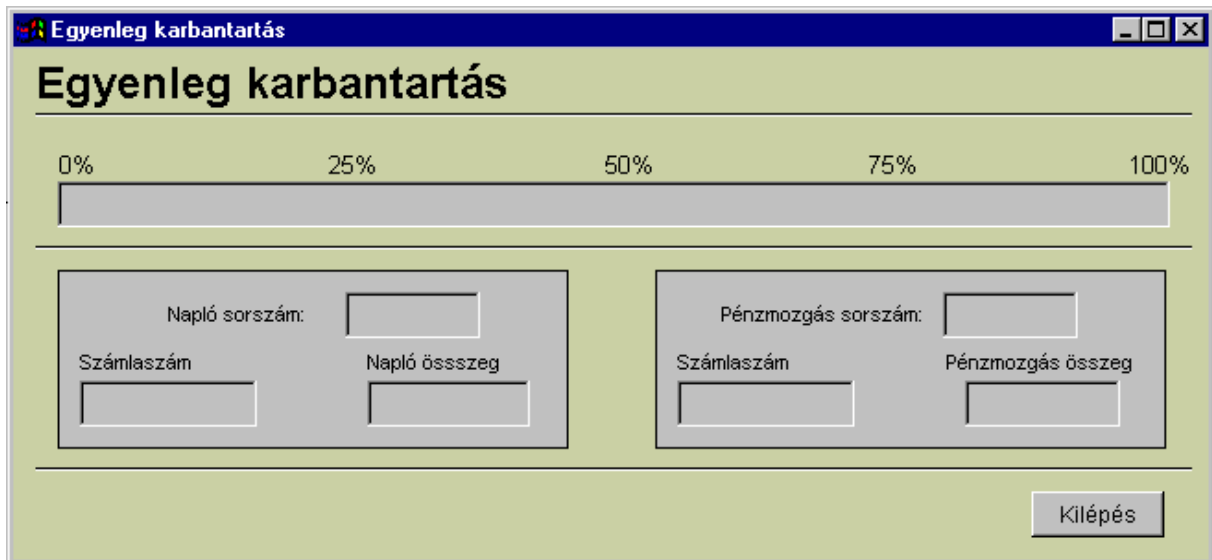 Egyenleg karbantartás
Egyenleg karbantartás
0% 25% 50% 75% 100%
Napló sorszám:
Számlaszám Napló össszeg
Pénzmozgás sorszám:
Számlaszám Pénzmozgás összeg
Kilépés